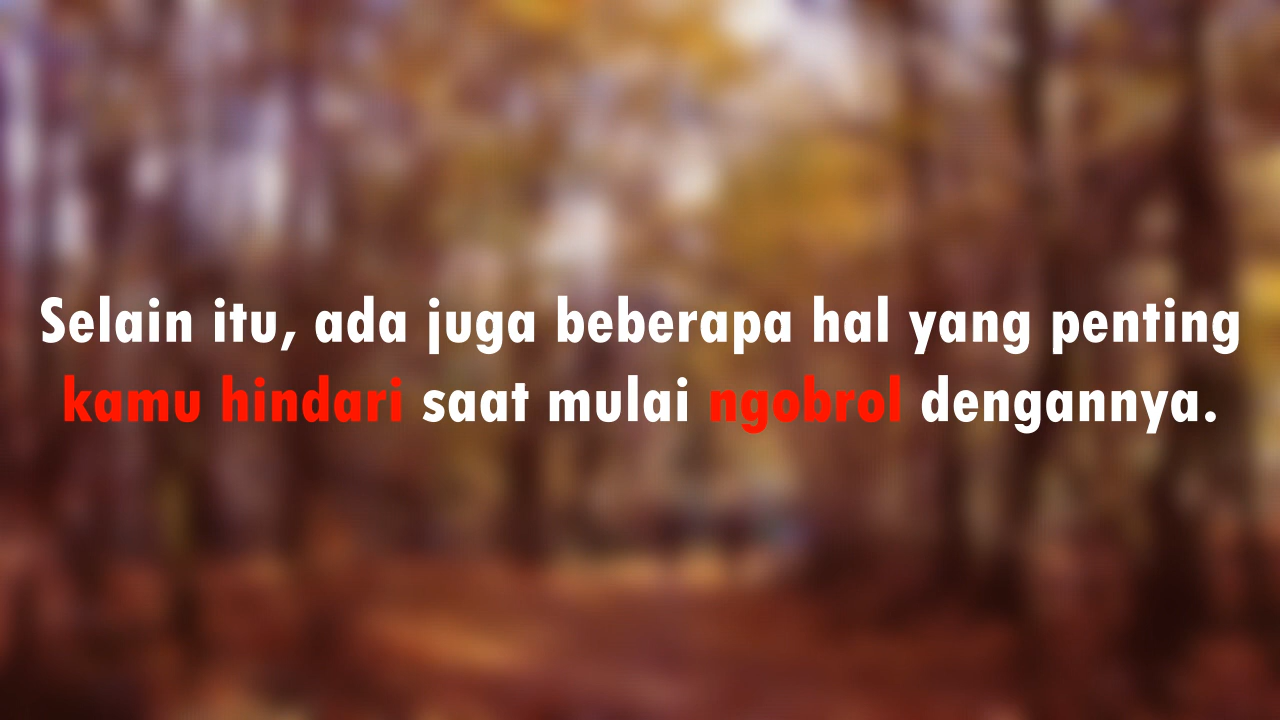 Selain itu, ada juga beberapa hal yang penting
kamu hindari saat mulai ngobrol dengannya.